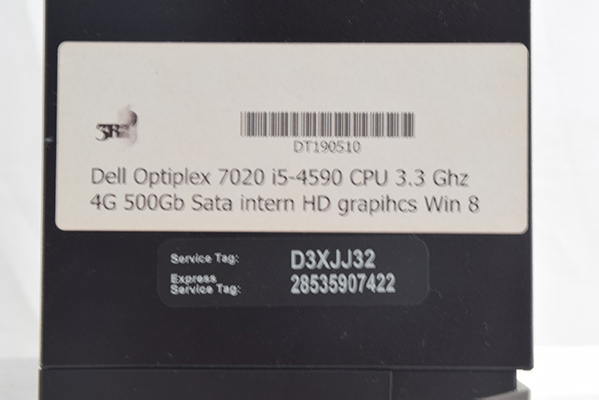 DT190510
Dell Optiplex 7020 i5-4590 CPU 3.3 Ghz
4G 500Gb Sata intern HD grapihcs Win 8
Service Tag: D3XJJ32
Express
Service Tag: 28535907422